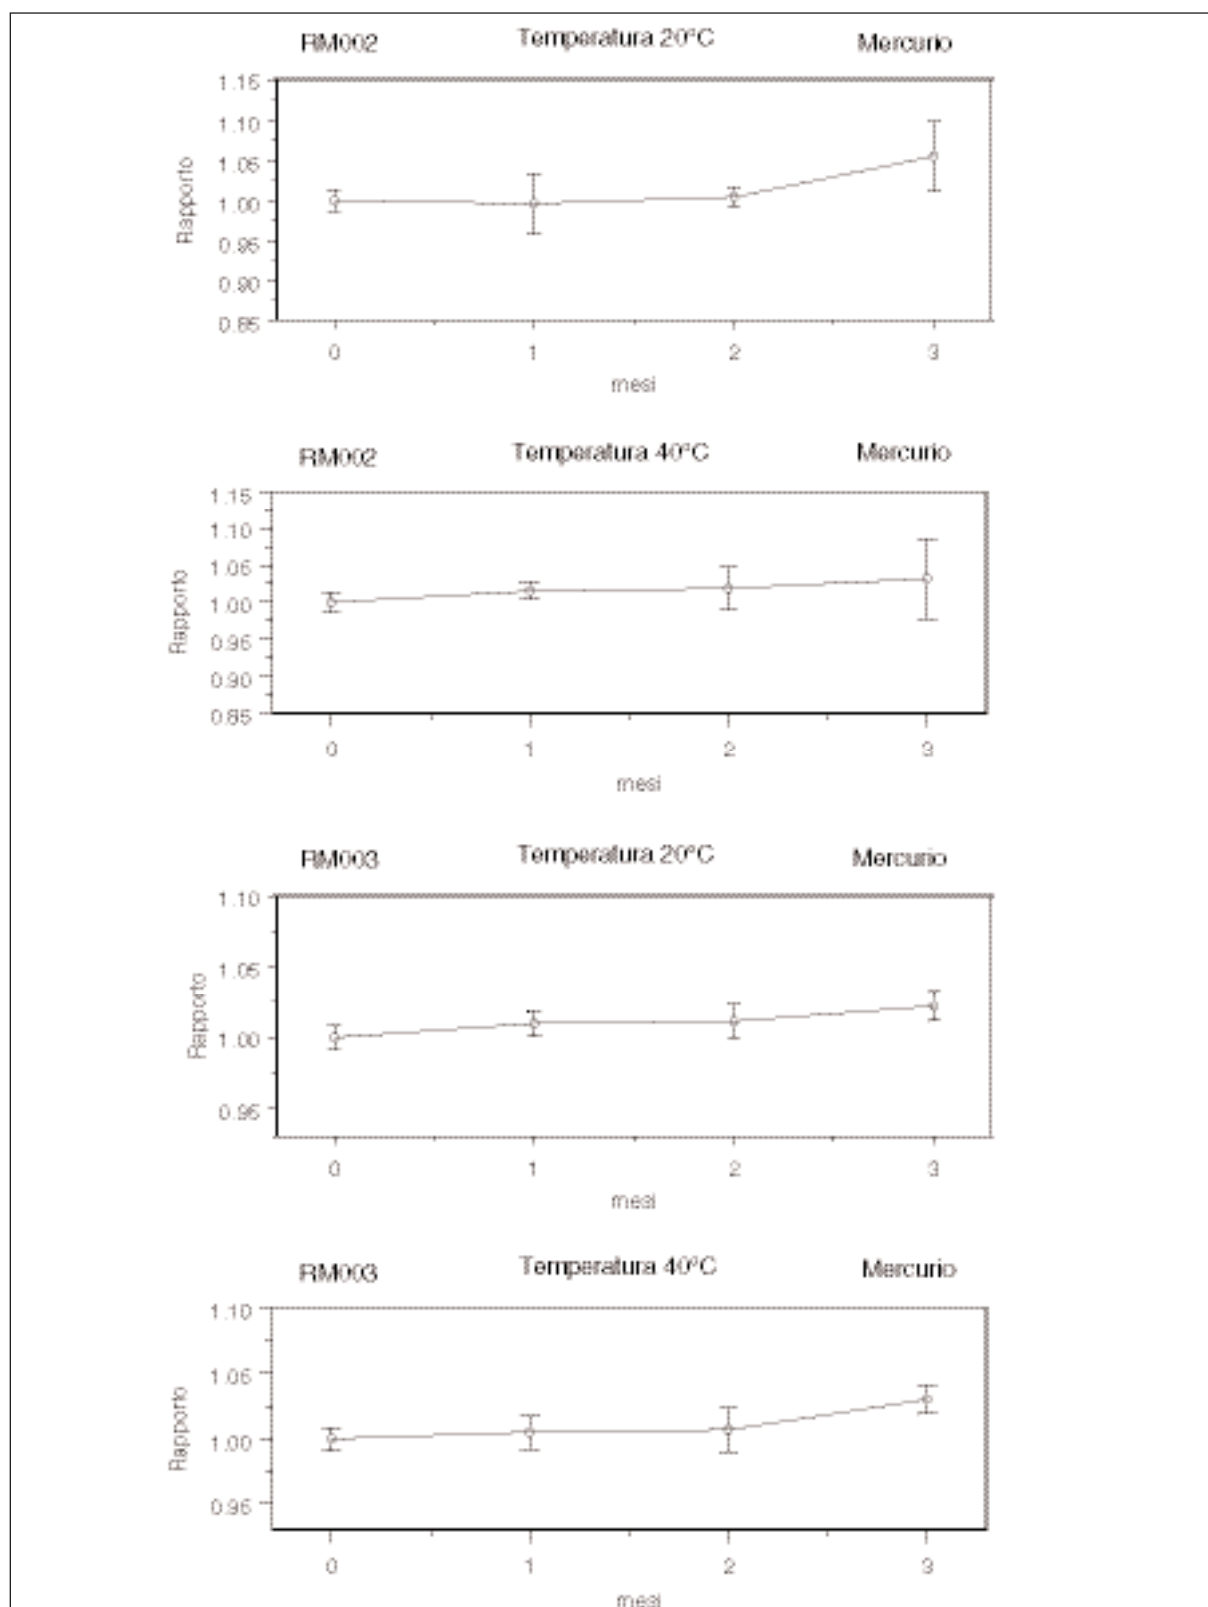 RM002 Temperatura 20°C Mercurio
1.15
1.10
1.05
1.00
0.95
0.90
0.85
Rapporto
0 1 2 3
mesi
RM002 Temperatura 40°C Mercurio
1.15
1.10
1.05
1.00
0.95
0.90
0.85
Rapporto
0 1 2 3
mesi
RM003 Temperatura 20°C Mercurio
1.10
1.05
1.00
0.95
Rapporto
0 1 2 3
mesi
RM003 Temperatura 40°C Mercurio
1.10
1.05
1.00
0.95
Rapporto
0 1 2 3
mesi